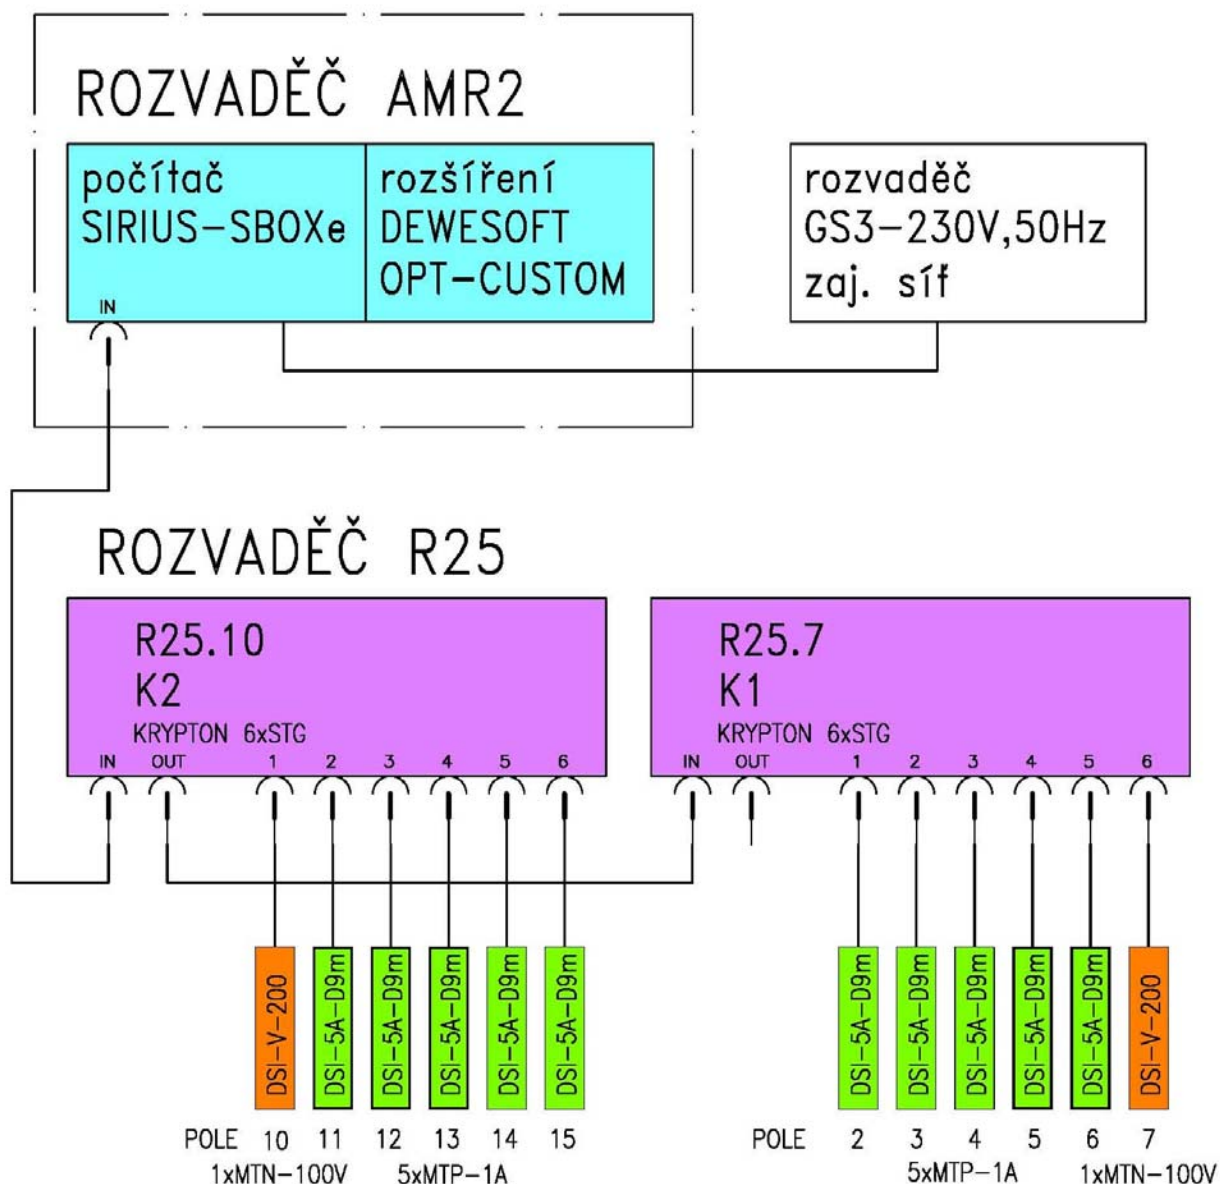 ROZVADĚČ AMR2
počítač
SIRIUS-SBOXe
IN
rozšíření
DEWESOFT
OPT-CUSTOM
rozvaděč
GS3-230V,50Hz
zaj. síť
ROZVADĚČ R25
R25.10
K2
KRYPTON 6xSTG
IN OUT 1 2 3 4 5 6
R25.7
K1
KRYPTON 6xSTG
IN OUT 1 2 3 4 5 6
DSI-V-200
DSI-5A-D9m
DSI-5A-D9m
DSI-5A-D9m
DSI-5A-D9m
DSI-5A-D9m
POLE 10 11 12 13 14 15
1xMTN-100V 5xMTP-1A
DSI-5A-D9m
DSI-5A-D9m
DSI-5A-D9m
DSI-5A-D9m
DSI-5A-D9m
DSI-V-200
POLE 2 3 4 5 6 7
5xMTP-1A 1xMTN-100V